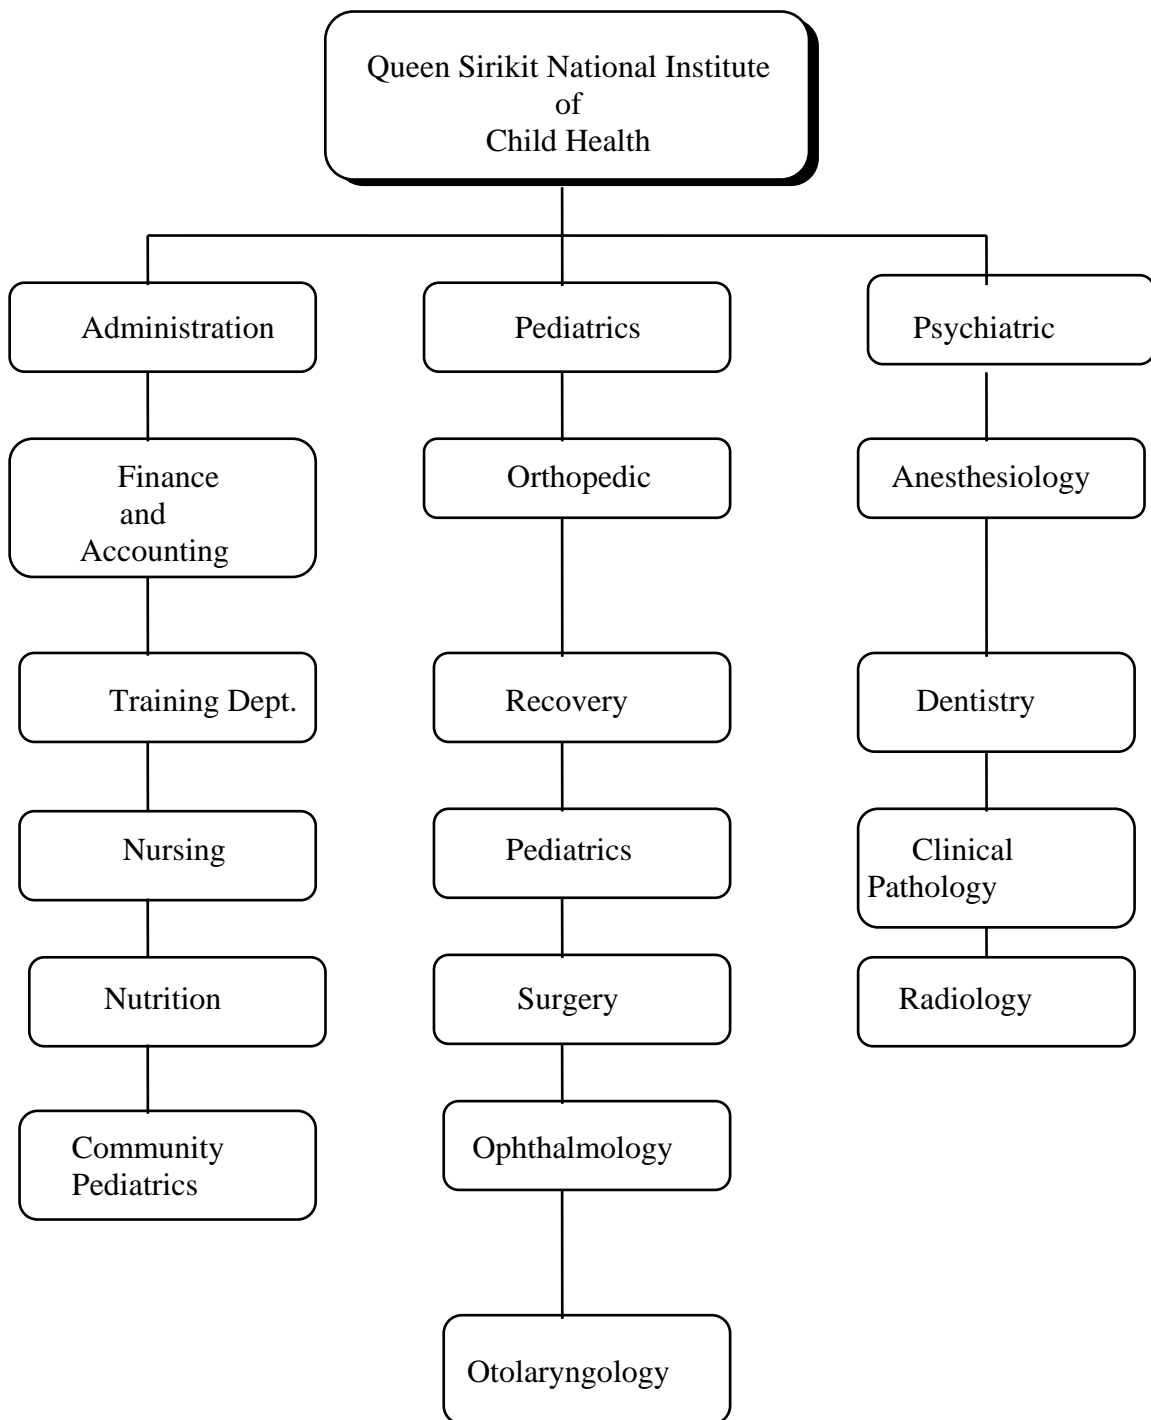 Queen Sirikit National Institute
of
Child Health
Administration
Pediatrics
Psychiatric
Finance
and
Accounting
Orthopedic
Anesthesiology
Training Dept.
Recovery
Dentistry
Nursing
Pediatrics
Clinical
Pathology
Nutrition
Surgery
Radiology
Community
Pediatrics
Ophthalmology
Otolaryngology